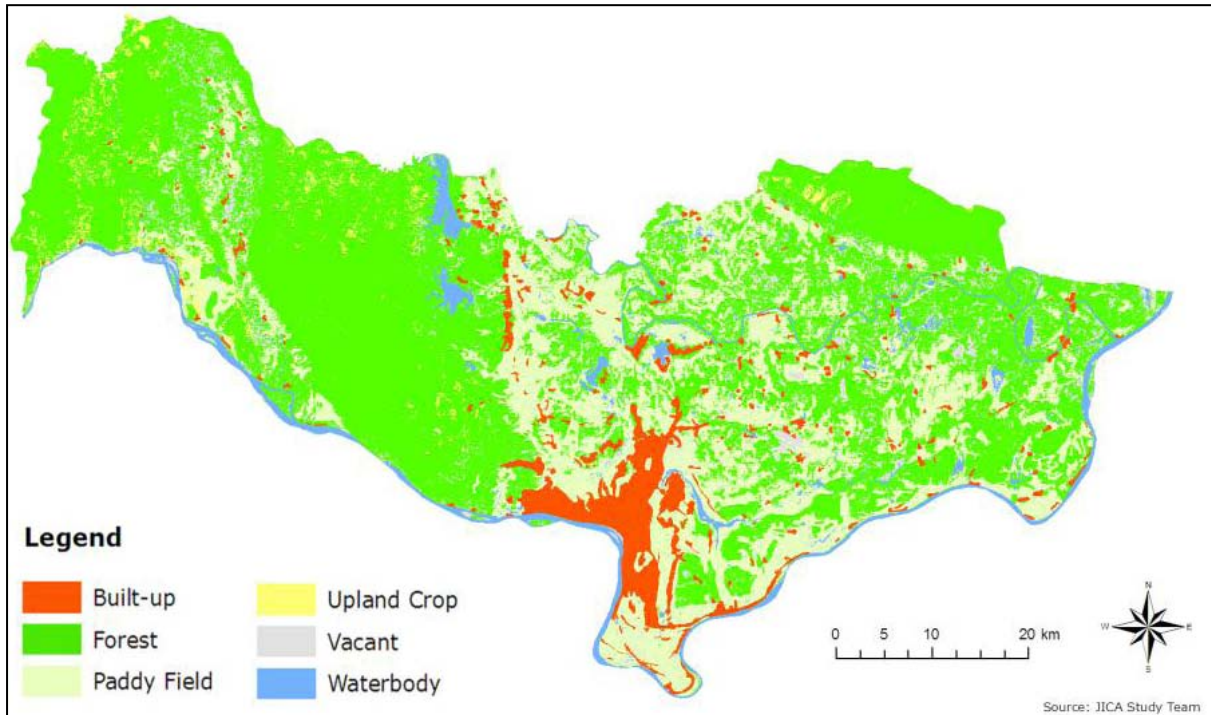 Legend
Built-up
Forest
Paddy Field
Upland Crop
Vacant
Waterbody
0 5 10 20 km
N
W E
S
Source: JICA Study Team